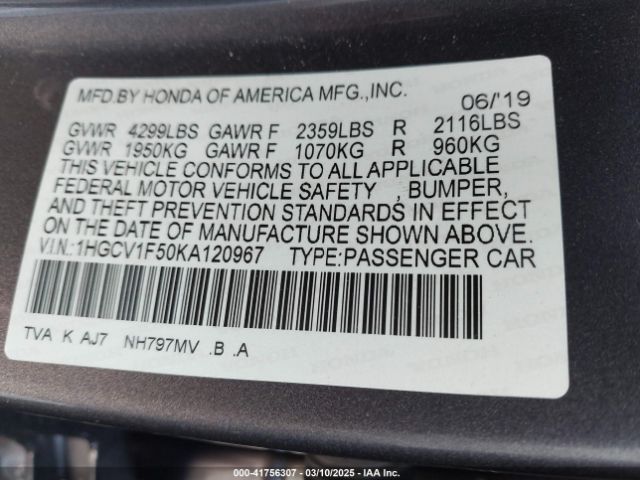 MFD.BY HONDA OF AMERICA MFG.,INC. 06/'19
GVWR 4299LBS GAWR F 2359LBS R 2116LBS
GVWR 1950KG GAWR F 1070KG R 960KG
THIS VEHICLE CONFORMS TO ALL APPLICABLE
FEDERAL MOTOR VEHICLE SAFETY , BUMPER,
AND THEFT PREVENTION STANDARDS IN EFFECT
ON THE DATE OF MANUFACTURE SHOWN ABOVE.
V.I.N.:1HGCV1F50KA120967 TYPE:PASSENGER CAR
TVA K AJ7 NH797MV .B .A
000-41756307 — 03/10/2025 — IAA Inc.